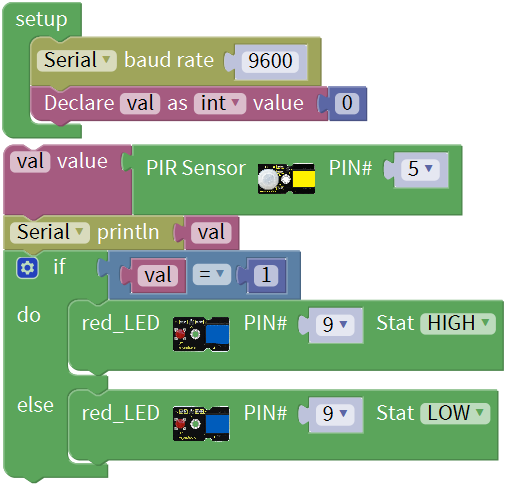 setup
Serial baud rate 9600
Declare val as int value 0
val value PIR Sensor PIN# 5
Serial println val
if val = 1
do red_LED PIN# 9 Stat HIGH
else red_LED PIN# 9 Stat LOW